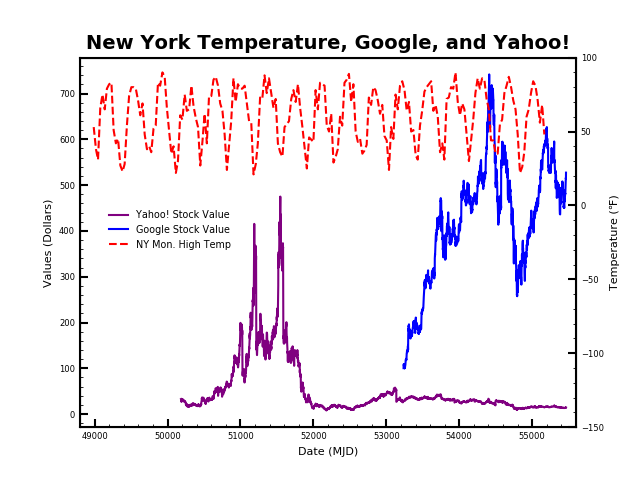 New York Temperature, Google, and Yahoo!
Values (Dollars)
700
600
500
400
300
200
100
0
Yahoo! Stock Value
Google Stock Value
NY Mon. High Temp
100
50
0
−50
−100
−150
Temperature (°F)
49000 50000 51000 52000 53000 54000 55000
Date (MJD)